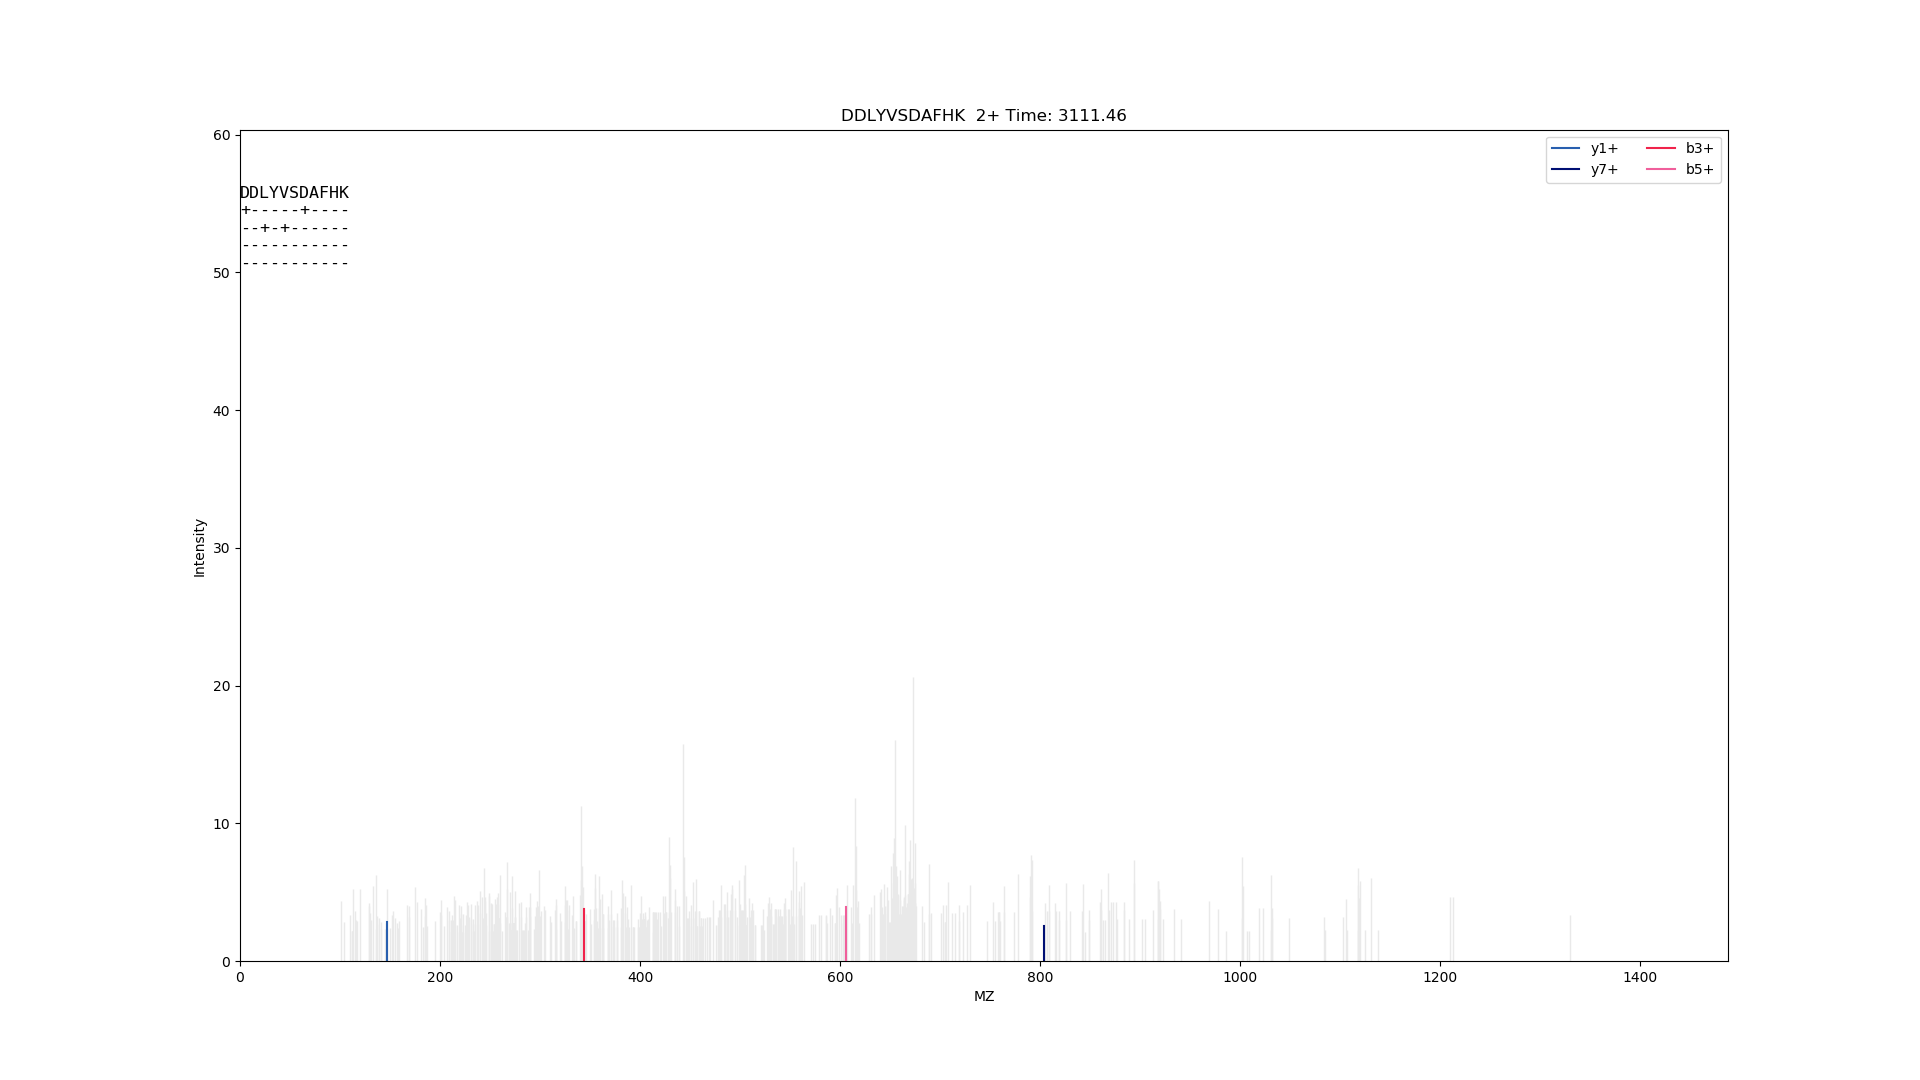 DDLYVSDAFHK  2+ Time: 3111.46
60
50
40
30
20
10
0
Intensity
DDLYVSDAFHK
+-----+----
--+-+------
-----------
-----------
y1+ b3+
y7+ b5+
0 200 400 600 800 1000 1200 1400
MZ